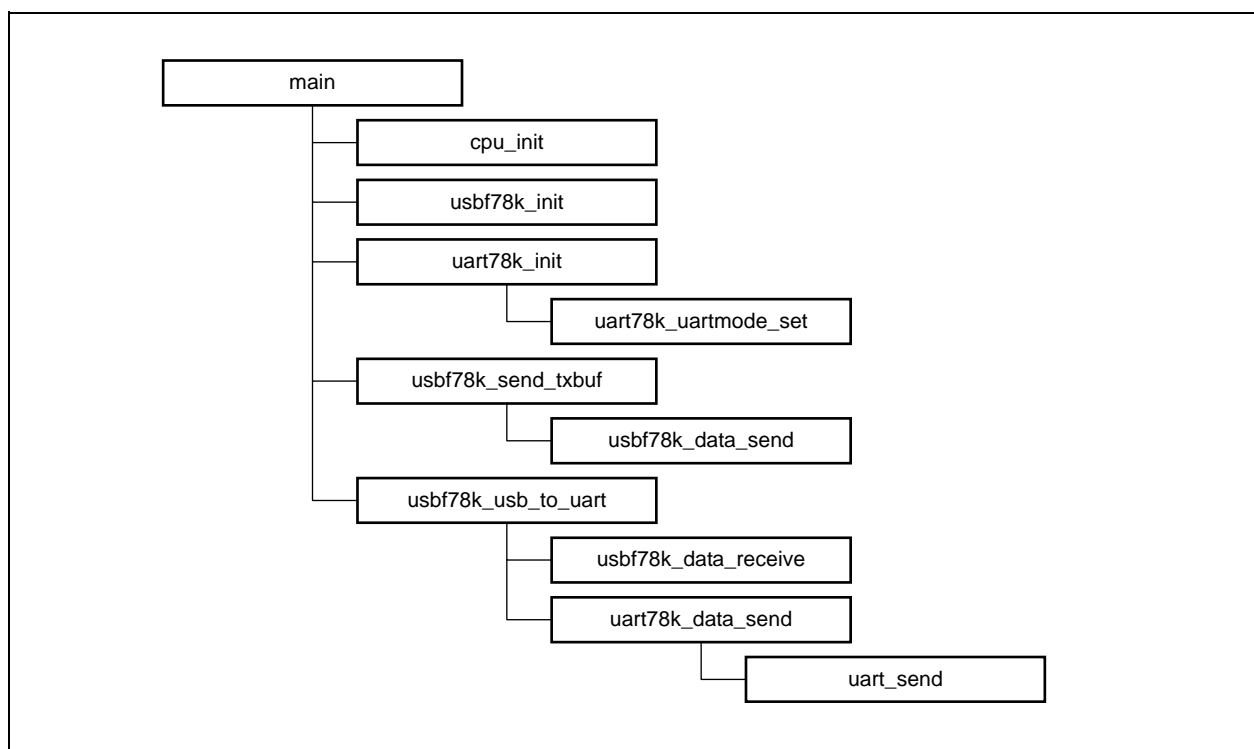 main
cpu_init
usbf78k_init
uart78k_init
uart78k_uartmode_set
usbf78k_send_txbuf
usbf78k_data_send
usbf78k_usb_to_uart
usbf78k_data_receive
uart78k_data_send
uart_send